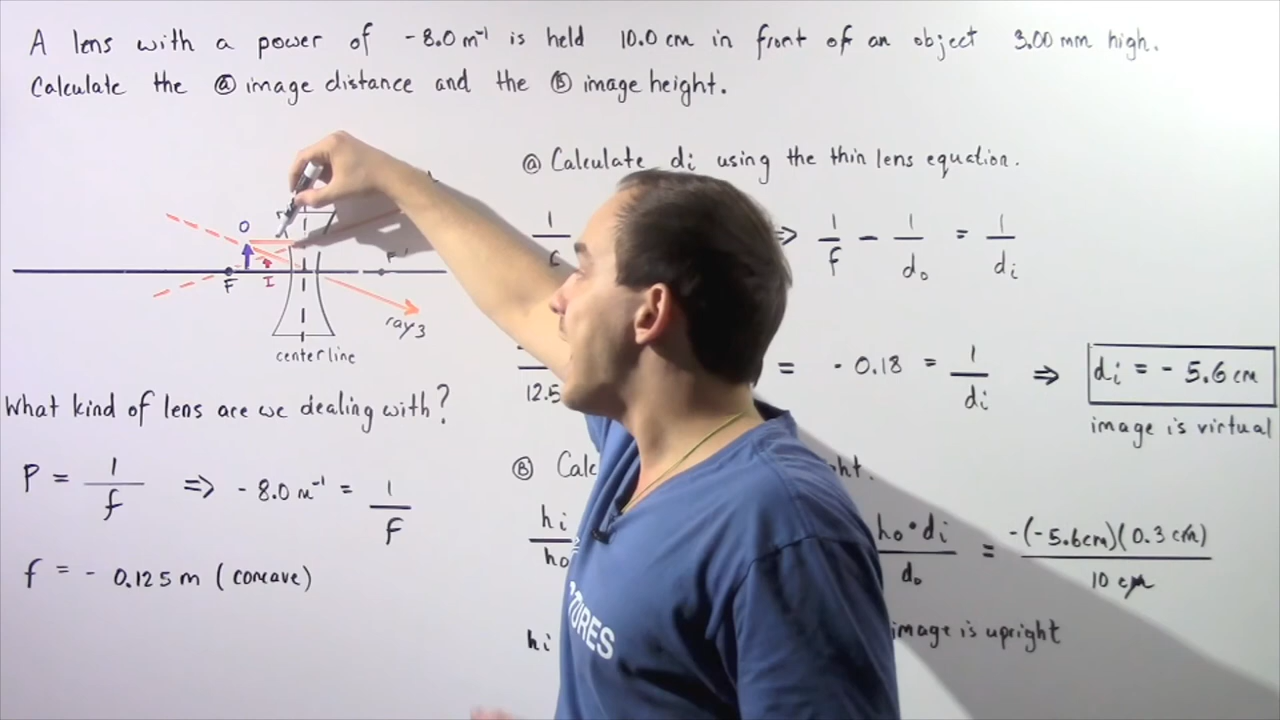 A lens with a power of -8.0 m⁻¹ is held 10.0 cm in front of an object 3.00 mm high.
Calculate the ⓐ image distance and the Ⓑ image height.
O
F
I
F'
ray 3
center line
What kind of lens are we dealing with?
P = 1/f ⇒ -8.0 m⁻¹ = 1/f
f = - 0.125 m (concave)
ⓐ Calculate di using the thin lens equation.
1/f ⇒ 1/f - 1/do = 1/di
12.5 = - 0.18 = 1/di ⇒ di = - 5.6 cm
image is virtual
Ⓑ Calc ht.
hi/ho ho·di/do = -(-5.6cm)(0.3 cm)/10 cm
hi image is upright
TURES